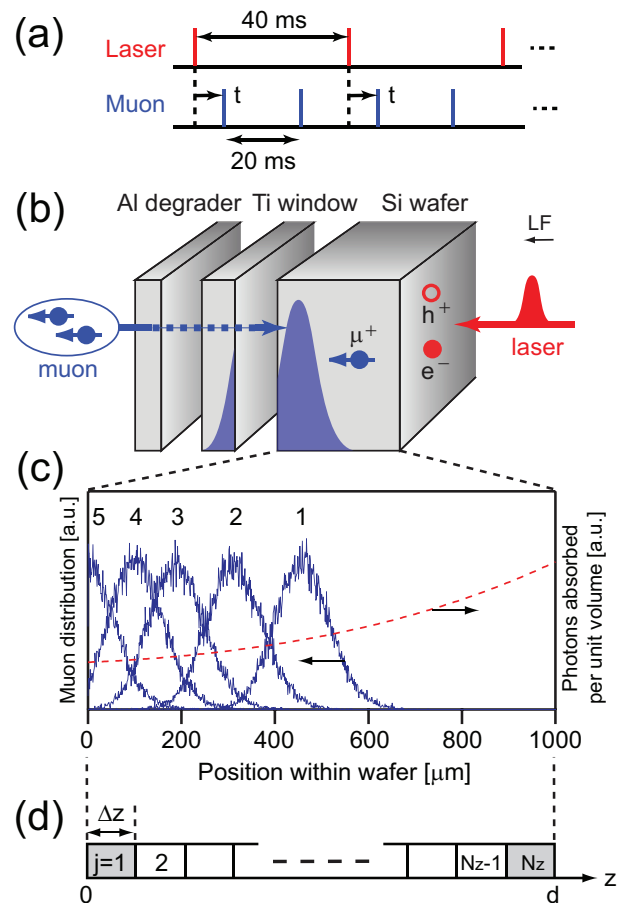 (a)
Laser
40 ms
...
Muon
t
t
...
20 ms
(b)
Al degrader Ti window Si wafer
LF
h+
μ+
e−
muon
laser
(c)
5 4 3 2 1
Muon distribution [a.u.]
Photons absorbed
per unit volume [a.u.]
0 200 400 600 800 1000
Position within wafer [μm]
(d)
Δz
j=1 2 Nz-1 Nz
z
0 d